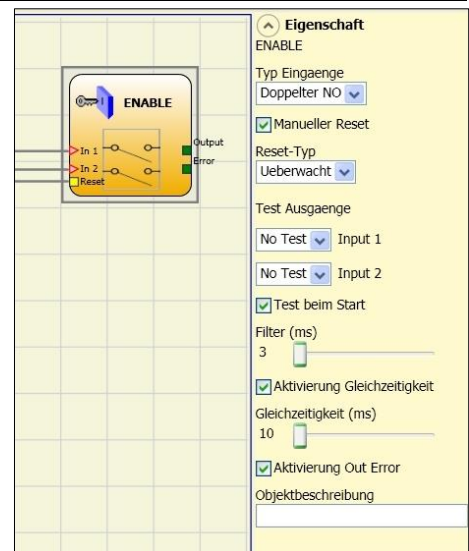 ENABLE
In 1
In 2
Reset
Output
Error
Eigenschaft
ENABLE
Typ Eingaenge
Doppelter NO
Manueller Reset
Reset-Typ
Ueberwacht
Test Ausgaenge
No Test Input 1
No Test Input 2
Test beim Start
Filter (ms)
3
Aktivierung Gleichzeitigkeit
Gleichzeitigkeit (ms)
10
Aktivierung Out Error
Objektbeschreibung